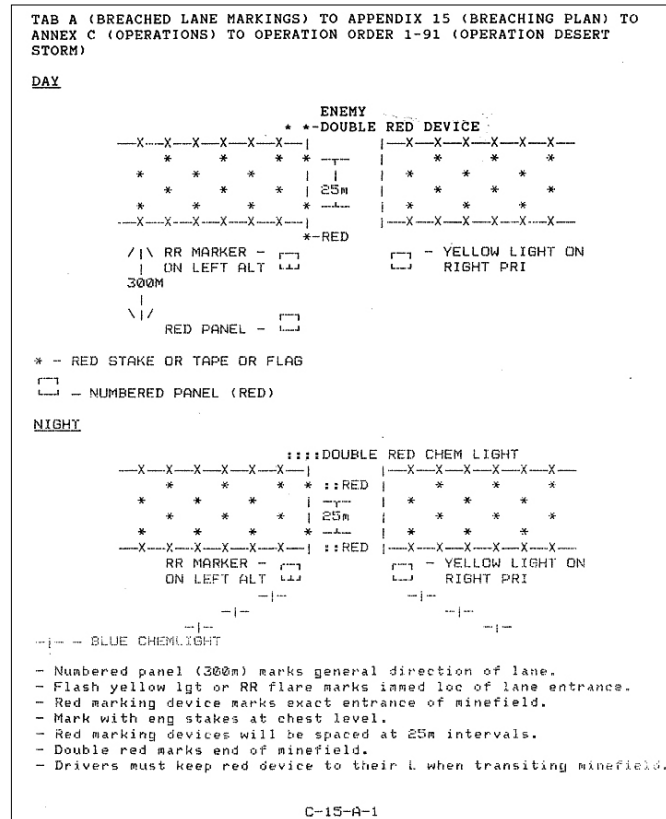 TAB A (BREACHED LANE MARKINGS) TO APPENDIX 15 (BREACHING PLAN) TO
ANNEX C (OPERATIONS) TO OPERATION ORDER 1-91 (OPERATION DESERT
STORM)
DAY
ENEMY
* *-DOUBLE RED DEVICE
—X—X—X—X—X—X—| |—X—X—X—X—X—X—
* * * * —┬— | * * *
* * * | | | * * *
* * * | 25m | * * *
* * * * —┴— | * * *
—X—X—X—X—X—X—| |—X—X—X—X—X—X—
*-RED
/|\ RR MARKER - YELLOW LIGHT ON
| ON LEFT ALT RIGHT PRI
300M
|
\|/
RED PANEL -
* - RED STAKE OR TAPE OR FLAG
- NUMBERED PANEL (RED)
NIGHT
::::DOUBLE RED CHEM LIGHT
—X—X—X—X—X—X—| |—X—X—X—X—X—X—
* * * * ::RED | * * *
* * * | —┬— | * * *
* * * | 25m | * * *
* * * * —┴— | * * *
—X—X—X—X—X—X—| ::RED |—X—X—X—X—X—X—
RR MARKER - - YELLOW LIGHT ON
ON LEFT ALT RIGHT PRI
—|— —|—
—|— —|—
—|— —|—
—|— - BLUE CHEMLIGHT
- Numbered panel (300m) marks general direction of lane.
- Flash yellow lgt or RR flare marks immed loc of lane entrance.
- Red marking device marks exact entrance of minefield.
- Mark with eng stakes at chest level.
- Red marking devices will be spaced at 25m intervals.
- Double red marks end of minefield.
- Drivers must keep red device to their L when transiting minefield.
C-15-A-1